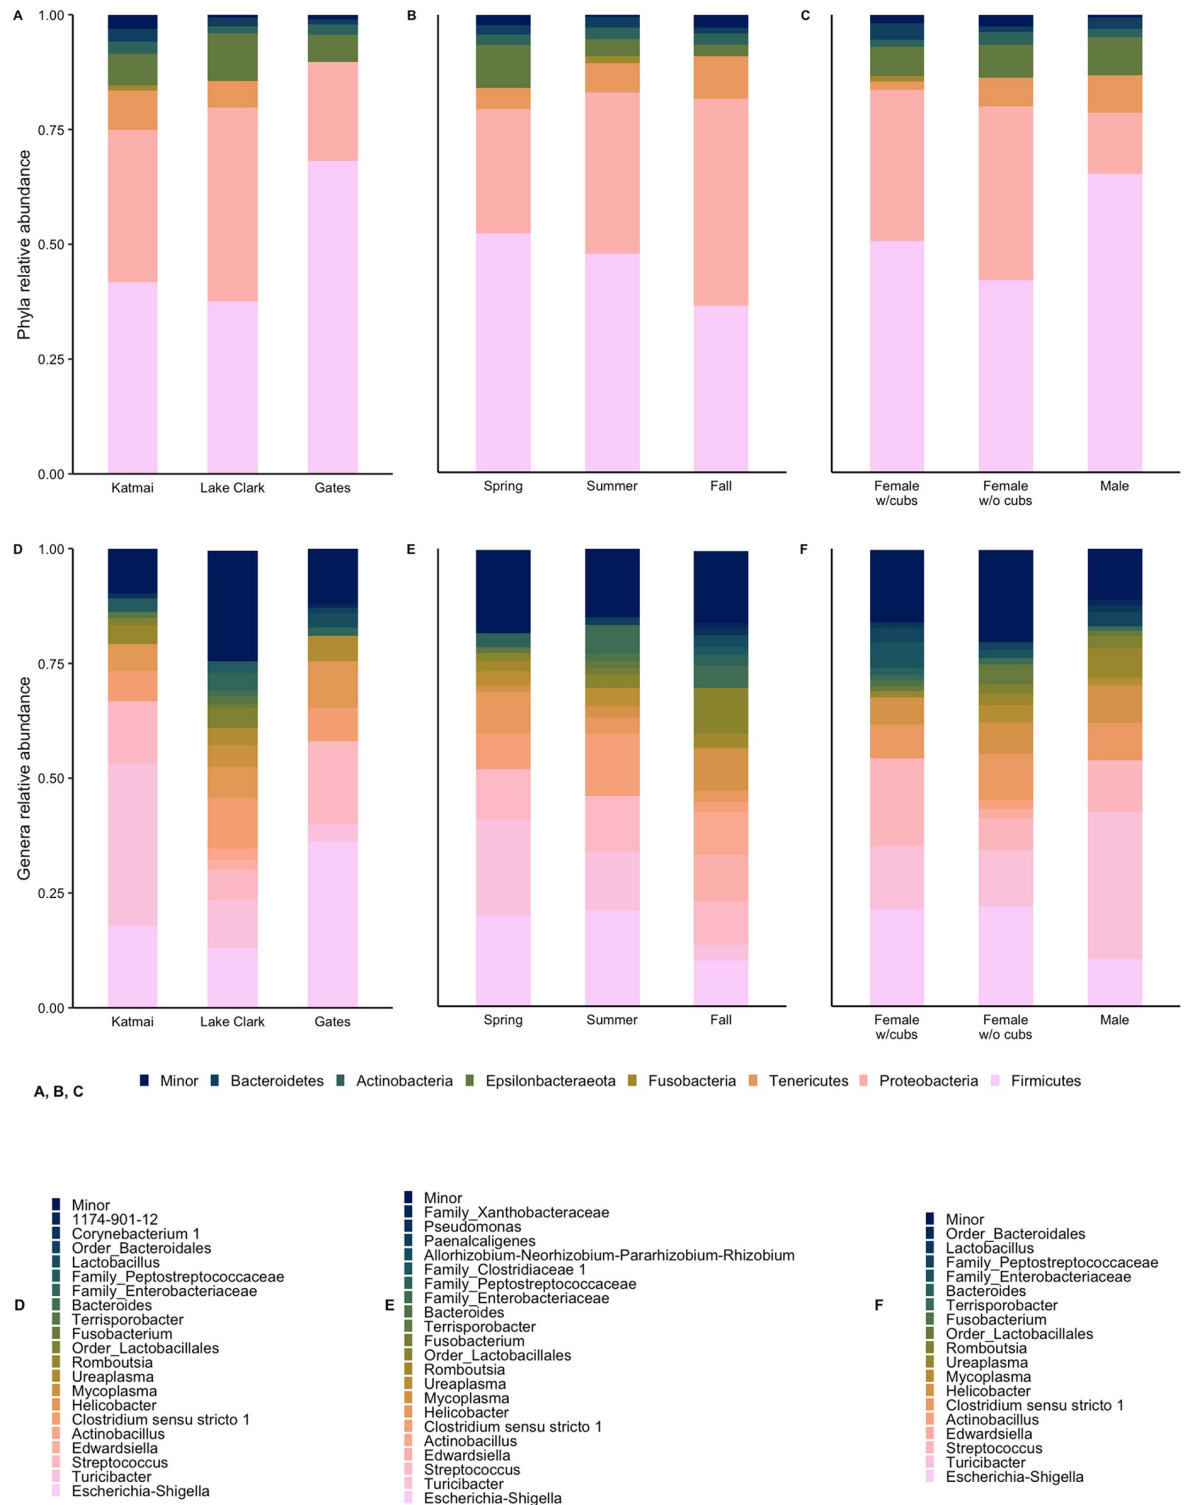 A
B
C
Phyla relative abundance
1.00
0.75
0.50
0.25
0.00
Katmai
Lake Clark
Gates
Spring
Summer
Fall
Female
w/cubs
Female
w/o cubs
Male
D
E
F
Genera relative abundance
1.00
0.75
0.50
0.25
0.00
Katmai
Lake Clark
Gates
Spring
Summer
Fall
Female
w/cubs
Female
w/o cubs
Male
A, B, C
Minor Bacteroidetes Actinobacteria Epsilonbacteraeota Fusobacteria Tenericutes Proteobacteria Firmicutes
D
Minor
1174-901-12
Corynebacterium 1
Order_Bacteroidales
Lactobacillus
Family_Peptostreptococcaceae
Family_Enterobacteriaceae
Bacteroides
Terrisporobacter
Fusobacterium
Order_Lactobacillales
Romboutsia
Ureaplasma
Mycoplasma
Helicobacter
Clostridium sensu stricto 1
Actinobacillus
Edwardsiella
Streptococcus
Turicibacter
Escherichia-Shigella
E
Minor
Family_Xanthobacteraceae
Pseudomonas
Paenalcaligenes
Allorhizobium-Neorhizobium-Pararhizobium-Rhizobium
Family_Clostridiaceae 1
Family_Peptostreptococcaceae
Family_Enterobacteriaceae
Bacteroides
Terrisporobacter
Fusobacterium
Order_Lactobacillales
Romboutsia
Ureaplasma
Mycoplasma
Helicobacter
Clostridium sensu stricto 1
Actinobacillus
Edwardsiella
Streptococcus
Turicibacter
Escherichia-Shigella
F
Minor
Order_Bacteroidales
Lactobacillus
Family_Peptostreptococcaceae
Family_Enterobacteriaceae
Bacteroides
Terrisporobacter
Fusobacterium
Order_Lactobacillales
Romboutsia
Ureaplasma
Mycoplasma
Helicobacter
Clostridium sensu stricto 1
Actinobacillus
Edwardsiella
Streptococcus
Turicibacter
Escherichia-Shigella